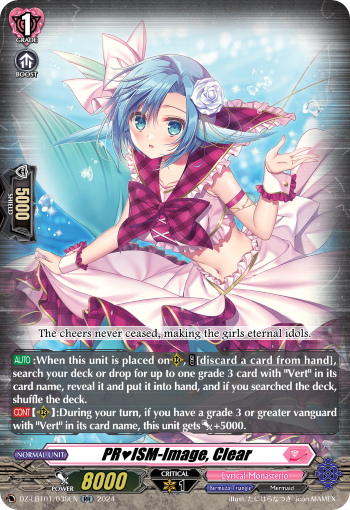 1
GRADE
BOOST
5000
SHIELD
The cheers never ceased, making the girls eternal idols.
AUTO:When this unit is placed on , [discard a card from hand],
search your deck or drop for up to one grade 3 card with "Vert" in its
card name, reveal it and put it into hand, and if you searched the deck,
shuffle the deck.
CONT[]:During your turn, if you have a grade 3 or greater vanguard
with "Vert" in its card name, this unit gets +5000.
NORMAL UNIT
PR♥ISM-Image, Clear
POWER
8000
CRITICAL
1
Lyrical Monasterio
Bermuda Triangle
Mermaid
RR 2024